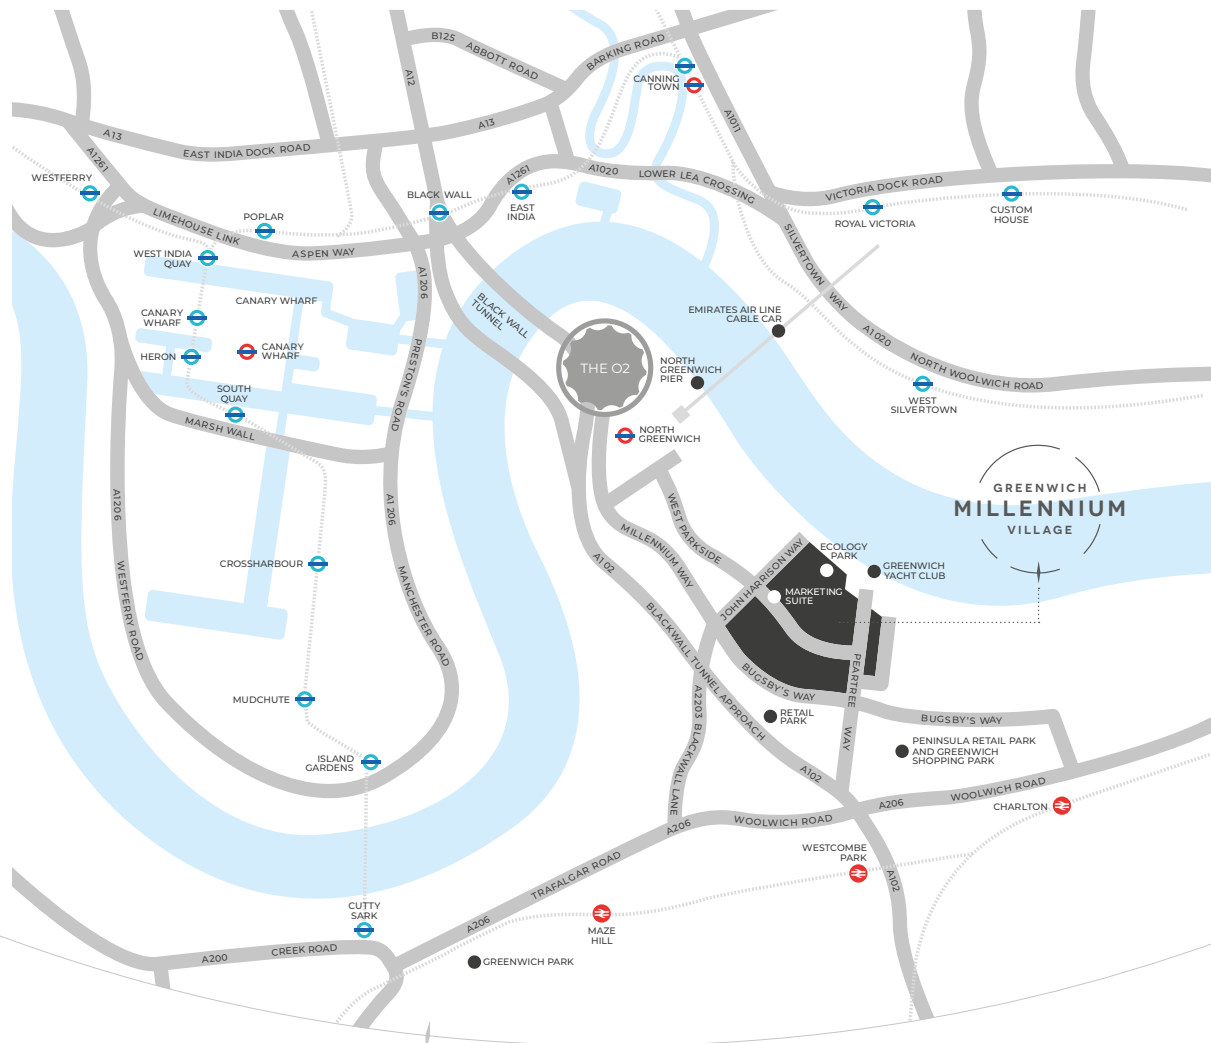 B125
ABBOTT ROAD
BARKING ROAD
A12
CANNING
TOWN
A1011
A13
A13
EAST INDIA DOCK ROAD
A1261
WESTFERRY
A1261
A1020
LOWER LEA CROSSING
VICTORIA DOCK ROAD
BLACK WALL
EAST
INDIA
LIMEHOUSE LINK
POPLAR
ROYAL VICTORIA
CUSTOM
HOUSE
WEST INDIA
QUAY
ASPEN WAY
SILVERTOWN WAY
A1206
CANARY WHARF
BLACK WALL
TUNNEL
EMIRATES AIR LINE
CABLE CAR
CANARY
WHARF
A1020
HERON
CANARY
WHARF
PRESTON'S ROAD
THE O2
NORTH
GREENWICH
PIER
NORTH WOOLWICH ROAD
SOUTH
QUAY
WEST
SILVERTOWN
MARSH WALL
NORTH
GREENWICH
A1206
A1206
WEST PARKSIDE
GREENWICH
MILLENNIUM
VILLAGE
MILLENNIUM WAY
JOHN HARRISON WAY
ECOLOGY
PARK
CROSSHARBOUR
A102
GREENWICH
YACHT CLUB
MARKETING
SUITE
WESTFERRY ROAD
MANCHESTER ROAD
BLACKWALL TUNNEL APPROACH
BUGSBY'S WAY
PEARTREE
WAY
MUDCHUTE
A2203 BLACKWALL LANE
RETAIL
PARK
BUGSBY'S WAY
PENINSULA RETAIL PARK
AND GREENWICH
SHOPPING PARK
ISLAND
GARDENS
A102
A206
WOOLWICH ROAD
CHARLTON
A206
WOOLWICH ROAD
WESTCOMBE
PARK
A102
TRAFALGAR ROAD
CUTTY
SARK
A206
MAZE
HILL
A200
CREEK ROAD
GREENWICH PARK